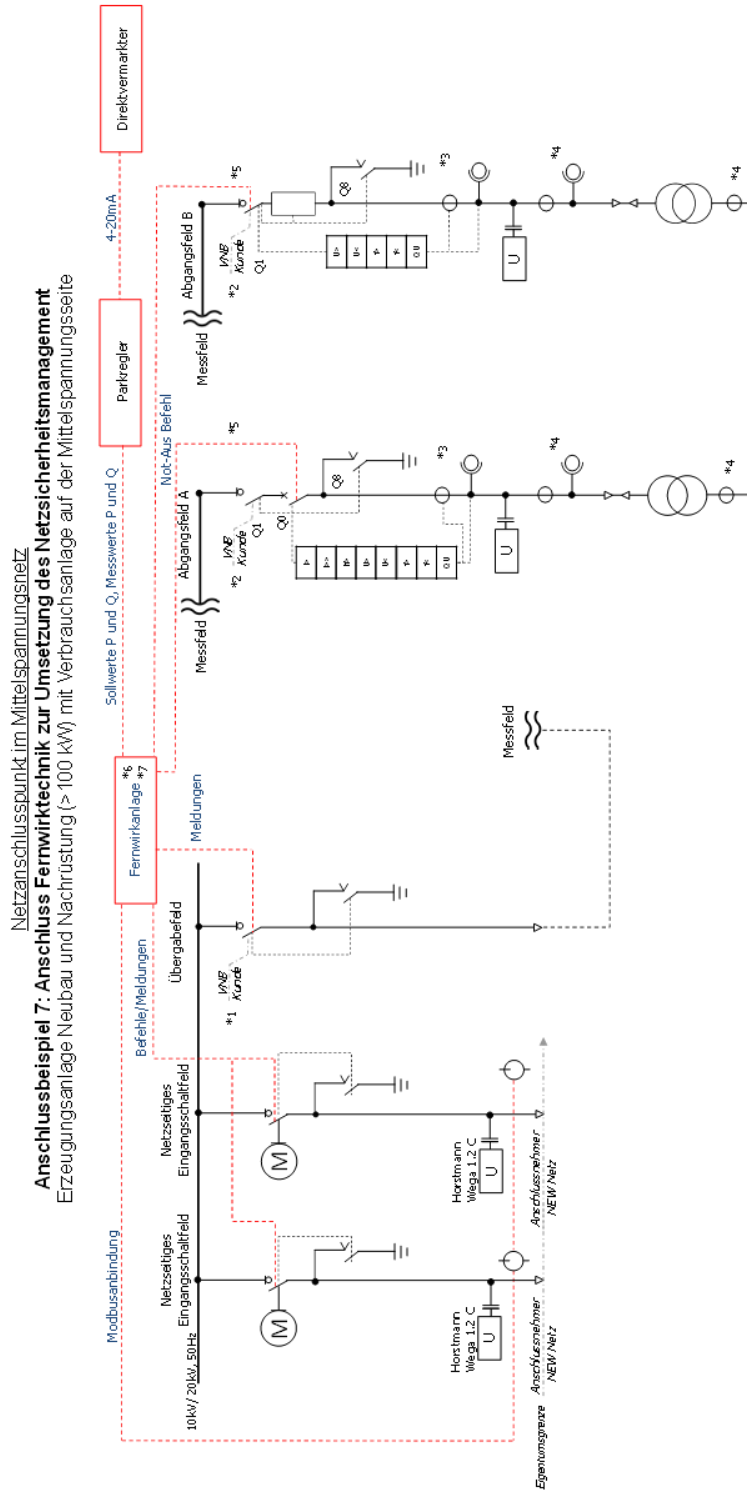 Netzanschlusspunkt im Mittelspannungsnetz
Anschlussbeispiel 7: Anschluss Fernwirktechnik zur Umsetzung des Netzsicherheitsmanagement
Erzeugungsanlage Neubau und Nachrüstung (>100 kW) mit Verbrauchsanlage auf der Mittelspannungsseite
Modbusanbindung
Fernwirkanlage
*6
*7
Sollwerte P und Q, Messwerte P und Q
Parkregler
4-20mA
Direktvermarkter
Befehle/Meldungen
Meldungen
Not-Aus Befehl
10kV/ 20kV, 50Hz
Netzseitiges
Eingangsschaltfeld
Netzseitiges
Eingangsschaltfeld
Übergabefeld
Messfeld
Abgangsfeld A
Messfeld
Abgangsfeld B
M
M
*1
VNB
Kunde
*2
VNB
Kunde
Q1
Q0
Q8
*5
*2
VNB
Kunde
Q1
Q8
*5
I>
I>>
U>
U<
f>
f<
Q U
U>
U<
f>
f<
Q U
*3
*3
Horstmann
Wega 1.2 C
U
Horstmann
Wega 1.2 C
U
U
*4
U
*4
Messfeld
Eigentumsgrenze
Anschlussnehmer
NEW Netz
Anschlussnehmer
NEW Netz
*4
*4